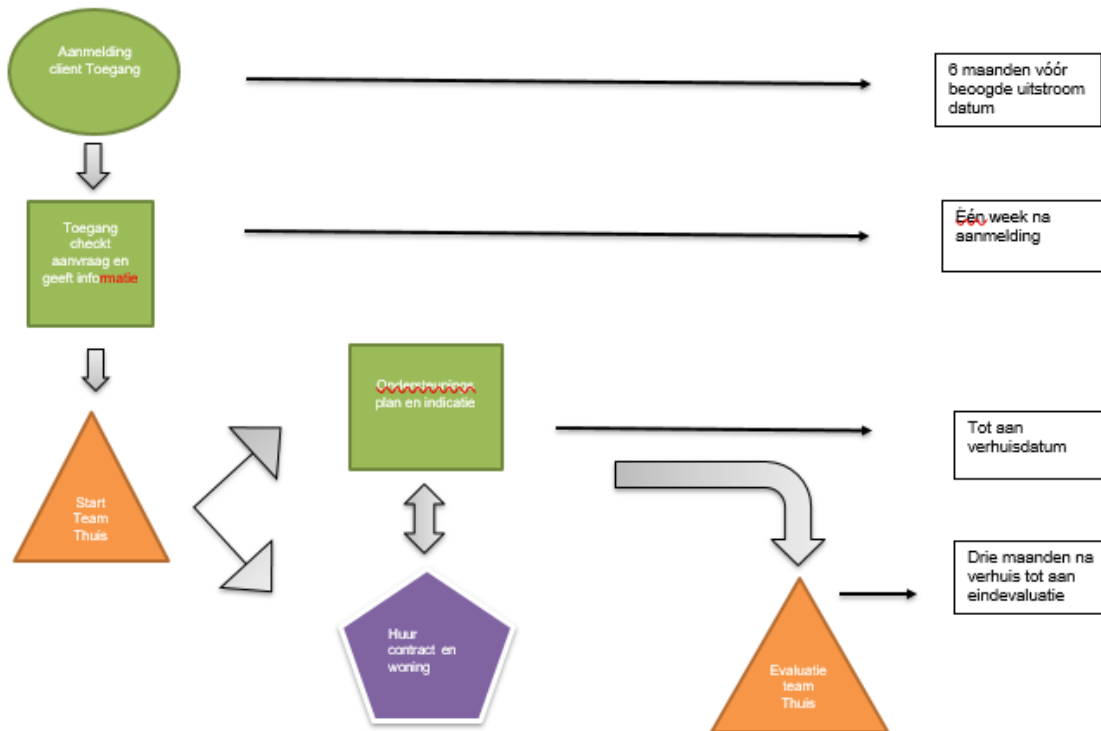 Aanmelding
client Toegang
6 maanden vóór
beoogde uitstroom
datum
Toegang
checkt
aanvraag en
geeft informatie
Één week na
aanmelding
Ondersteunings
plan en indicatie
Tot aan
verhuisdatum
Start
Team
Thuis
Huur
contract en
woning
Drie maanden na
verhuis tot aan
eindevaluatie
Evaluatie
team
Thuis